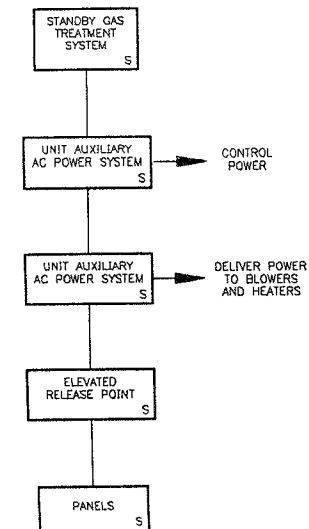 STANDBY GAS
TREATMENT
SYSTEM
S
UNIT AUXILIARY
AC POWER SYSTEM
S
CONTROL
POWER
UNIT AUXILIARY
AC POWER SYSTEM
S
DELIVER POWER
TO BLOWERS
AND HEATERS
ELEVATED
RELEASE POINT
S
PANELS
S